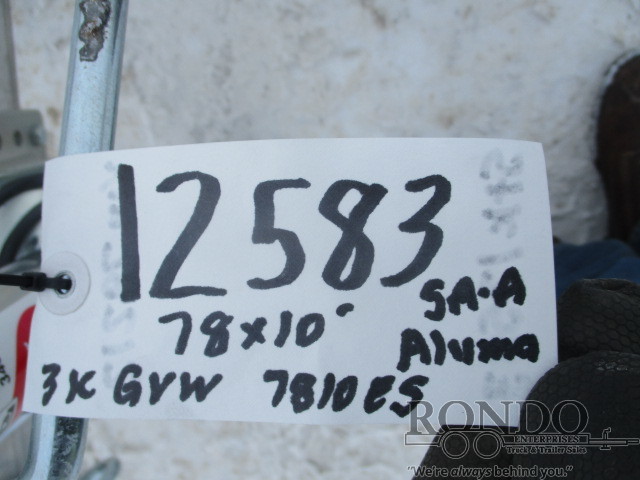 12583
78x10'
SA-A
Aluma
3K GVW 7810ES
RONDO
ENTERPRISES
Truck & Trailer Sales
"We're always behind you."